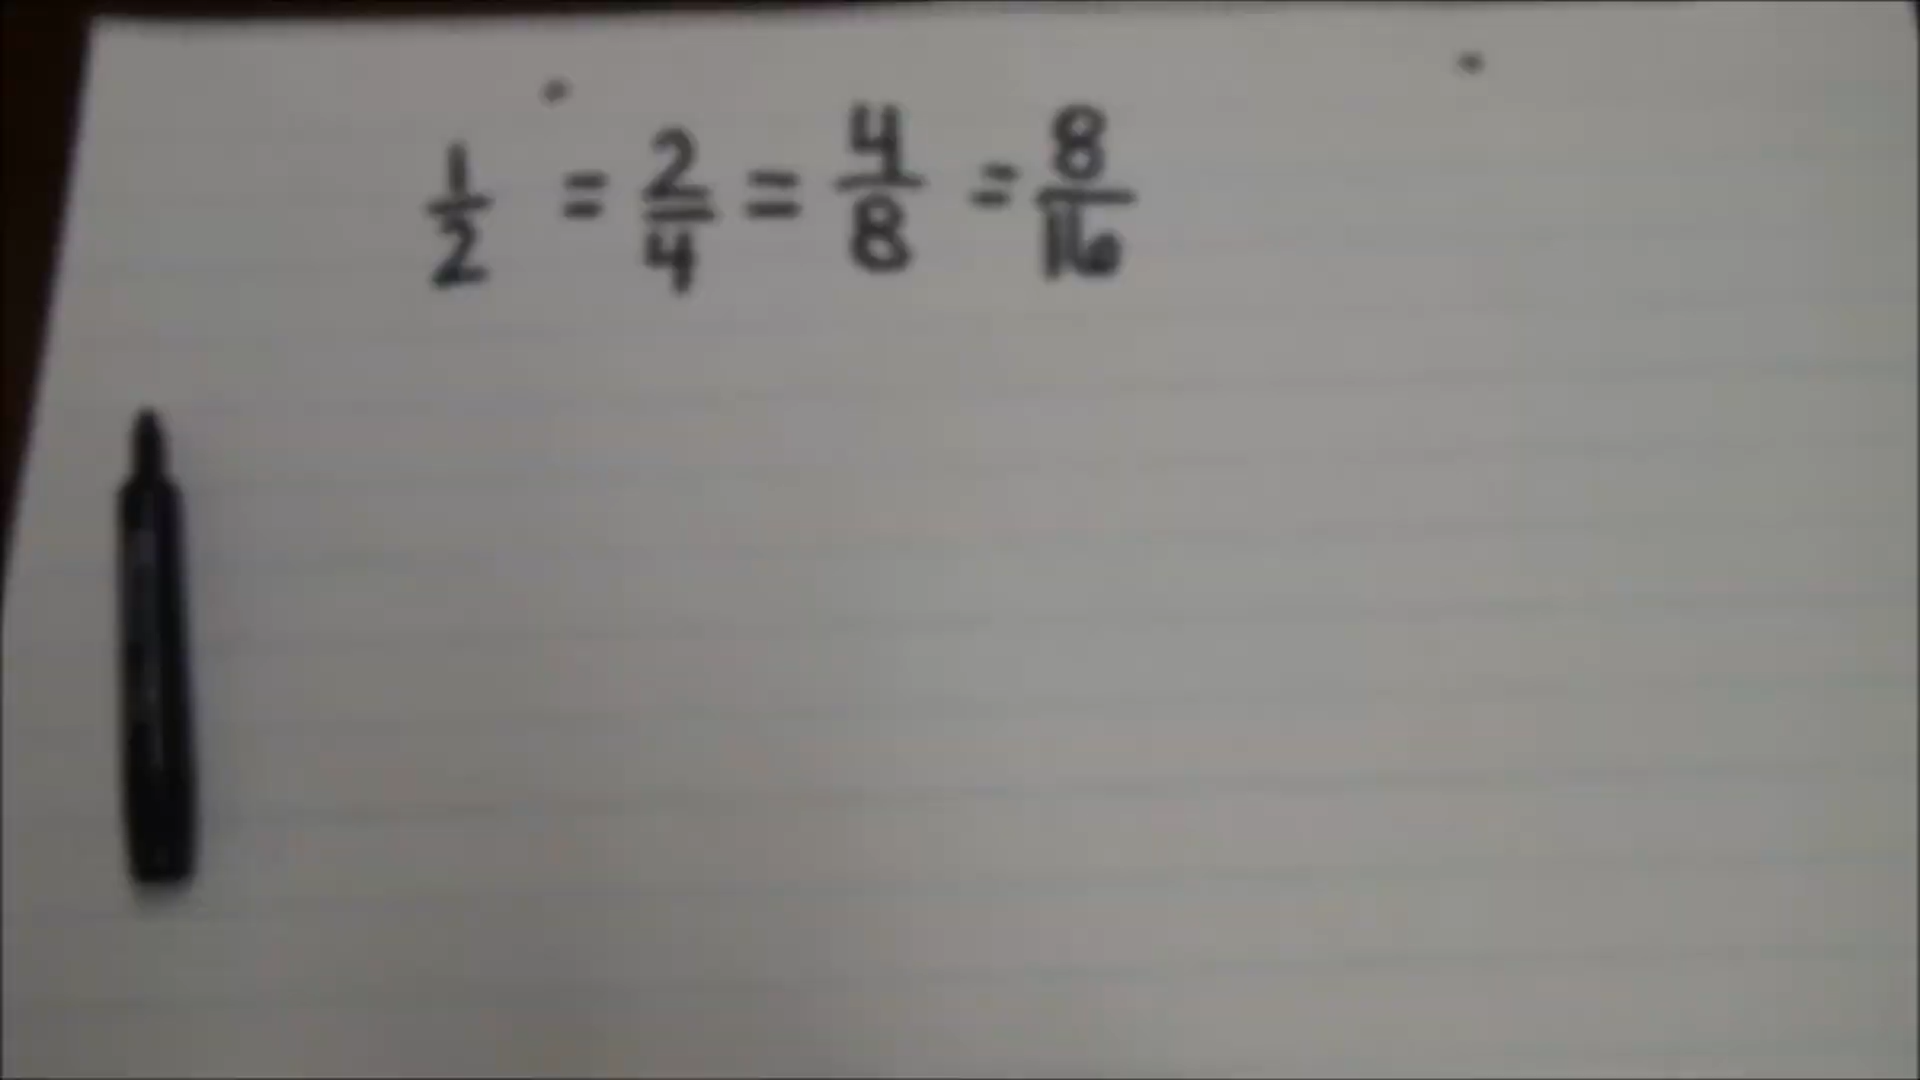 1/2 = 2/4 = 4/8 = 8/16